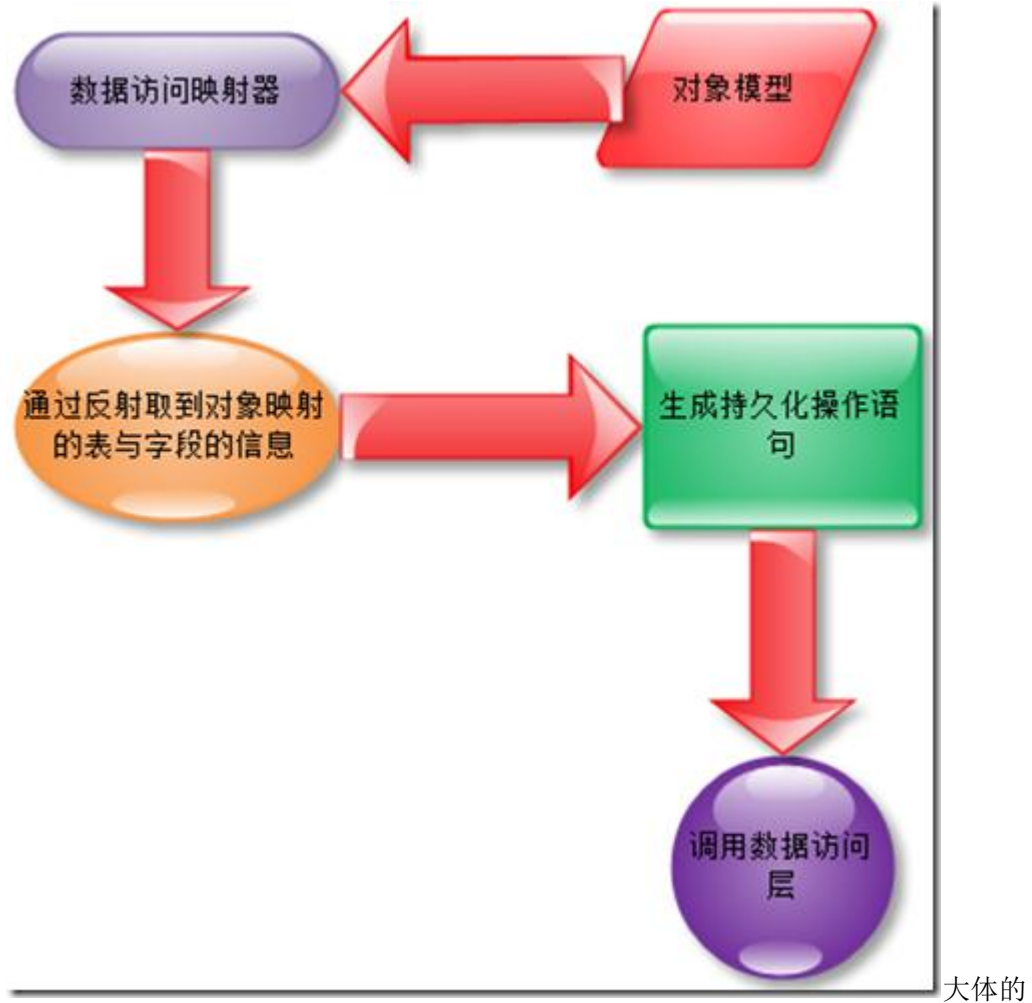 数据访问映射器
对象模型
通过反射取到对象映射
的表与字段的信息
生成持久化操作语
句
调用数据访问
层
大体的